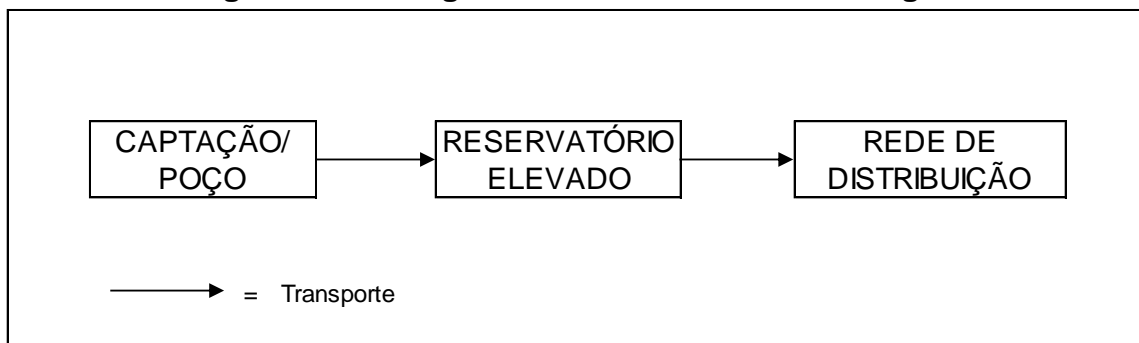 CAPTAÇÃO/
POÇO
RESERVATÓRIO
ELEVADO
REDE DE
DISTRIBUIÇÃO
= Transporte